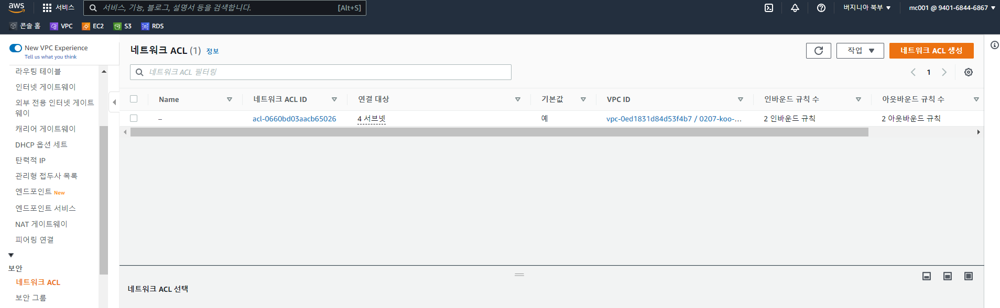 aws
서비스
서비스, 기능, 블로그, 설명서 등을 검색합니다.
[Alt+S]
버지니아 북부 ▼
mc001 @ 9401-6844-6867 ▼
콘솔 홈
VPC
EC2
S3
RDS
New VPC Experience
Tell us what you think
라우팅 테이블
인터넷 게이트웨이
외부 전용 인터넷 게이트
웨이
캐리어 게이트웨이
DHCP 옵션 세트
탄력적 IP
관리형 접두사 목록
엔드포인트 New
엔드포인트 서비스
NAT 게이트웨이
피어링 연결
보안
네트워크 ACL
보안 그룹
네트워크 ACL (1) 정보
작업 ▼
네트워크 ACL 생성
네트워크 ACL 필터링
1
Name
네트워크 ACL ID
연결 대상
기본값
VPC ID
인바운드 규칙 수
아웃바운드 규칙 수
–
acl-0660bd03aacb65026
4 서브넷
예
vpc-0ed1831d84d53f4b7 / 0207-koo-...
2 인바운드 규칙
2 아웃바운드 규칙
네트워크 ACL 선택